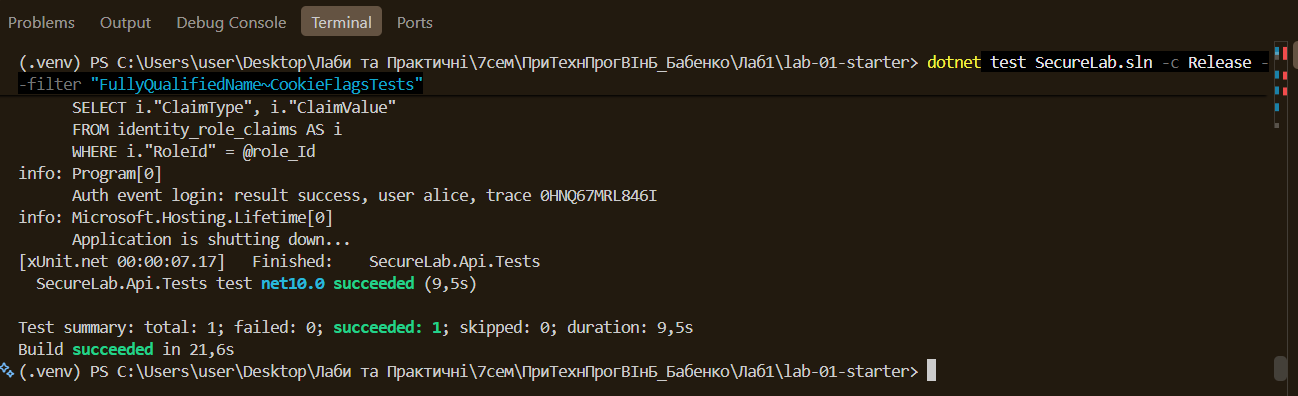 Problems Output Debug Console Terminal Ports
(.venv) PS C:\Users\user\Desktop\Лаби та Практичні\7сем\ПриТехнПрогВІнБ_Бабенко\Лаб1\lab-01-starter> dotnet test SecureLab.sln -c Release -
-filter "FullyQualifiedName~CookieFlagsTests"
SELECT i."ClaimType", i."ClaimValue"
FROM identity_role_claims AS i
WHERE i."RoleId" = @role_Id
info: Program[0]
Auth event login: result success, user alice, trace 0HNQ67MRL846I
info: Microsoft.Hosting.Lifetime[0]
Application is shutting down...
[xUnit.net 00:00:07.17] Finished: SecureLab.Api.Tests
SecureLab.Api.Tests test net10.0 succeeded (9,5s)
Test summary: total: 1; failed: 0; succeeded: 1; skipped: 0; duration: 9,5s
Build succeeded in 21,6s
(.venv) PS C:\Users\user\Desktop\Лаби та Практичні\7сем\ПриТехнПрогВІнБ_Бабенко\Лаб1\lab-01-starter>